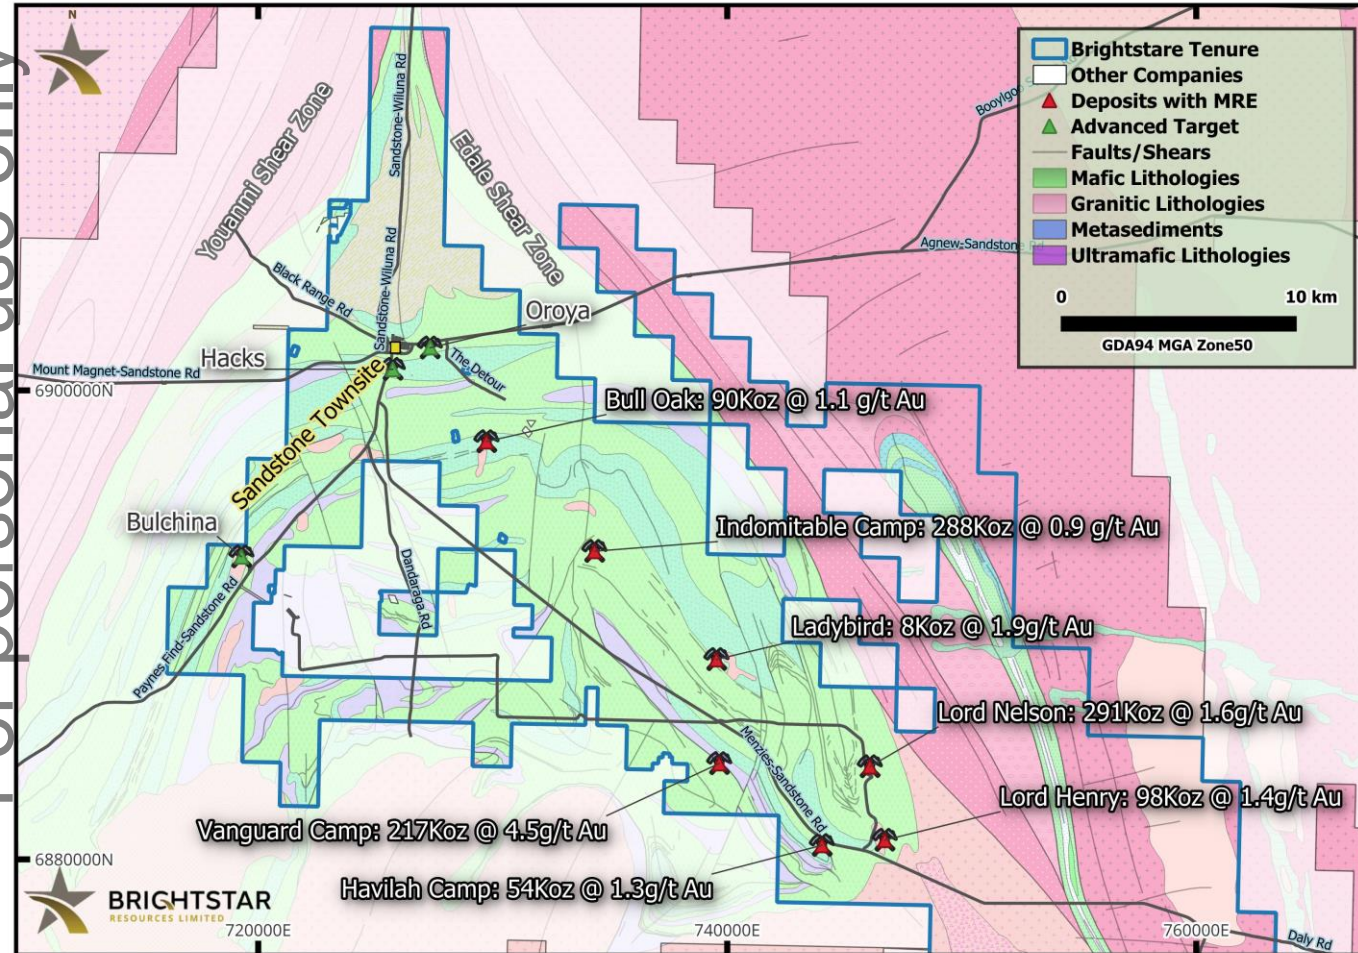 For personal use only
N
Brightstare Tenure
Other Companies
Deposits with MRE
Advanced Target
Faults/Shears
Mafic Lithologies
Granitic Lithologies
Metasediments
Ultramafic Lithologies
0 10 km
GDA94 MGA Zone50
Youanmi Shear Zone
Edale Shear Zone
Sandstone-Wiluna Rd
Sandstone-Wiluna Rd
Black Range Rd
Agnew-Sandstone Rd
Oroya
Hacks
The Detour
Mount Magnet-Sandstone Rd
6900000N
Sandstone Townsite
Bull Oak: 90Koz @ 1.1 g/t Au
Bulchina
Indomitable Camp: 288Koz @ 0.9 g/t Au
Dandaraga Rd
Paynes Find-Sandstone Rd
Ladybird: 8Koz @ 1.9g/t Au
Lord Nelson: 291Koz @ 1.6g/t Au
Menzies-Sandstone Rd
Lord Henry: 98Koz @ 1.4g/t Au
Vanguard Camp: 217Koz @ 4.5g/t Au
6880000N
Havilah Camp: 54Koz @ 1.3g/t Au
BRIGHTSTAR
RESOURCES LIMITED
720000E
740000E
760000E
Daly Rd